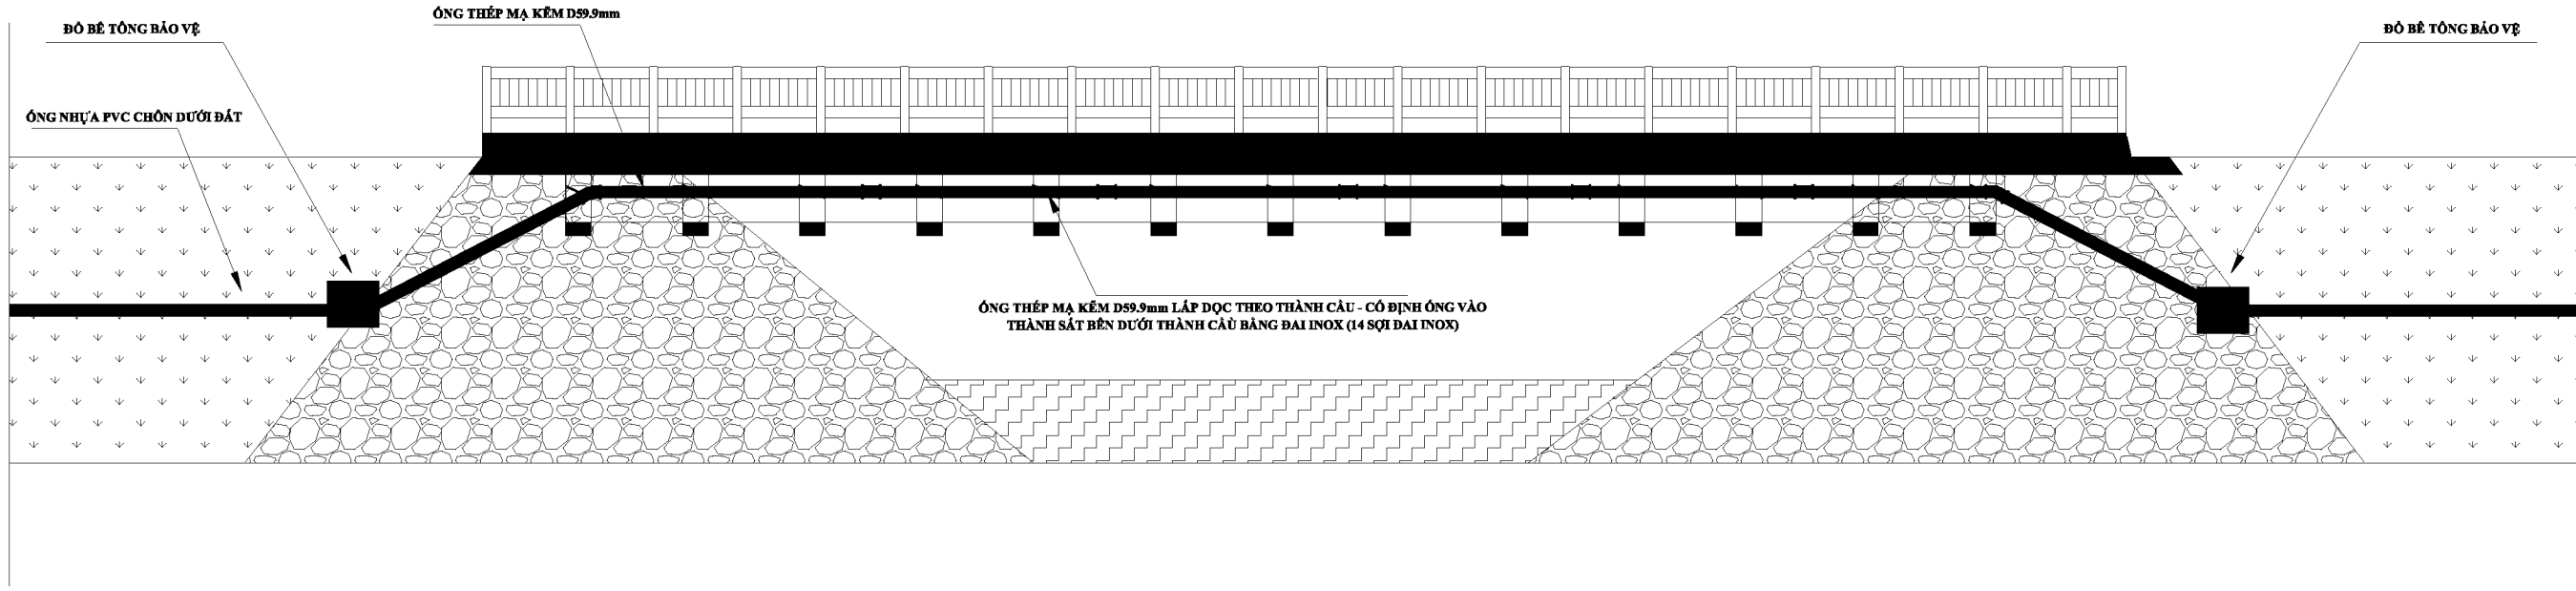 ỐNG THÉP MẠ KẼM D59.9mm
ĐỔ BÊ TÔNG BẢO VỆ
ĐỔ BÊ TÔNG BẢO VỆ
ỐNG NHỰA PVC CHÔN DƯỚI ĐẤT
ỐNG THÉP MẠ KẼM D59.9mm LẮP DỌC THEO THÀNH CẦU - CỐ ĐỊNH ỐNG VÀO
THÀNH SẮT BÊN DƯỚI THÀNH CẦU BẰNG ĐAI INOX (14 SỢI ĐAI INOX)